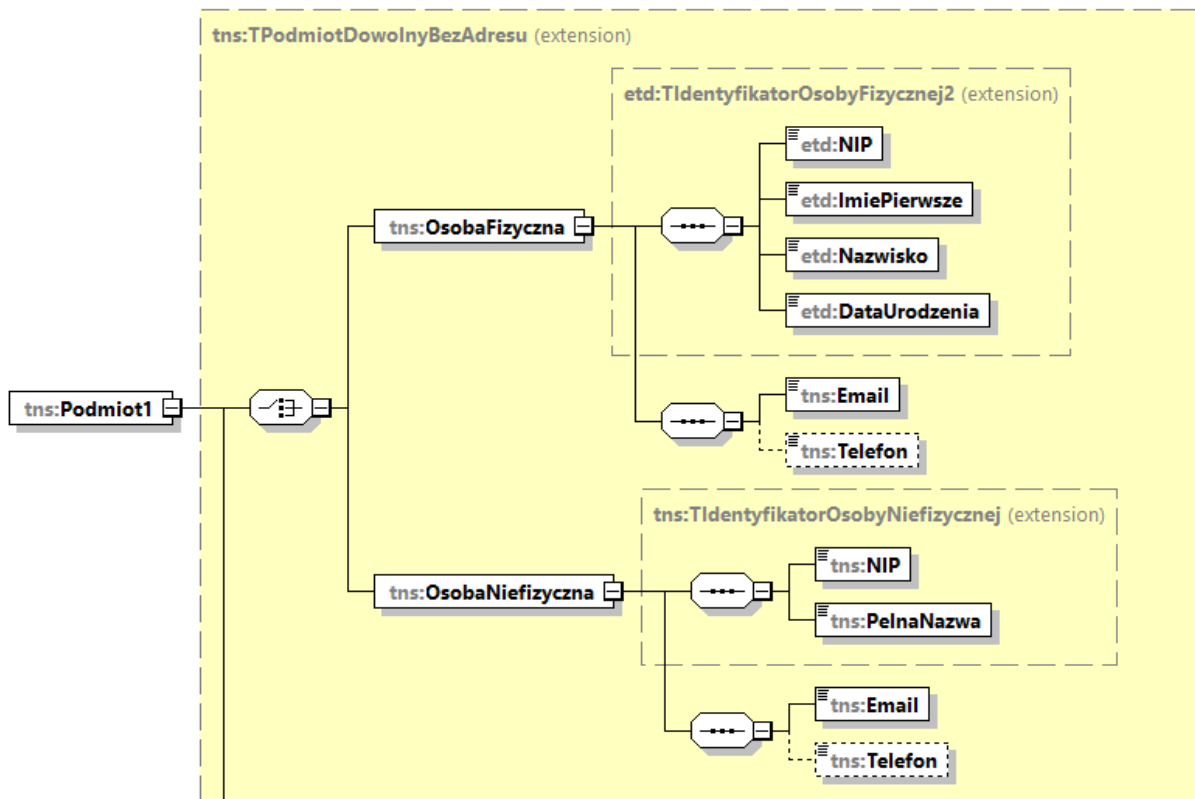 tns:TPodmiotDowolnyBezAdresu (extension)
etd:TIdentyfikatorOsobyFizycznej2 (extension)
etd:NIP
etd:ImiePierwsze
tns:OsobaFizyczna
etd:Nazwisko
etd:DataUrodzenia
tns:Podmiot1
tns:Email
tns:Telefon
tns:TIdentyfikatorOsobyNiefizycznej (extension)
tns:NIP
tns:OsobaNiefizyczna
tns:PelnaNazwa
tns:Email
tns:Telefon